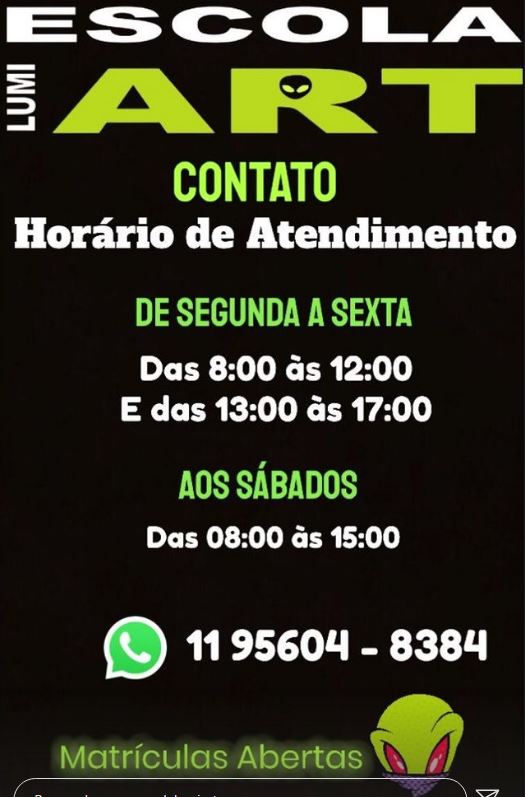 ESCOLA
LUMI
ART
CONTATO
Horário de Atendimento
DE SEGUNDA A SEXTA
Das 8:00 às 12:00
E das 13:00 às 17:00
AOS SÁBADOS
Das 08:00 às 15:00
11 95604 - 8384
Matrículas Abertas